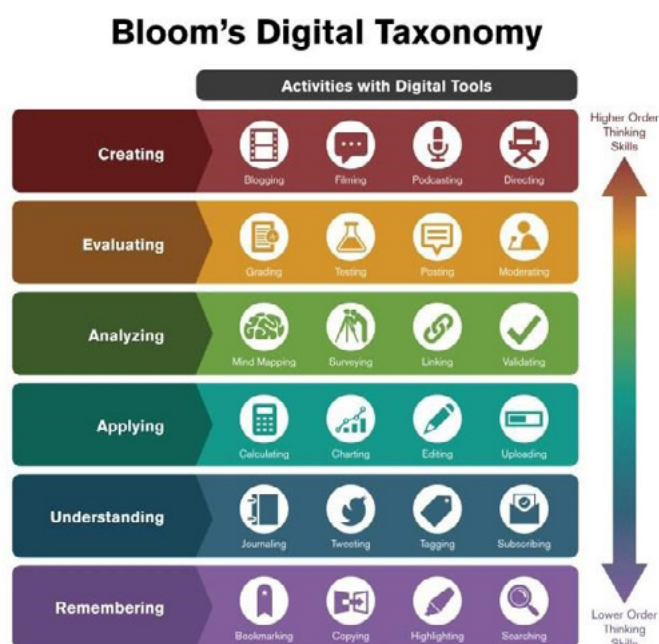 Bloom's Digital Taxonomy
Activities with Digital Tools
Higher Order
Thinking
Skills
Creating
Blogging Filming Podcasting Directing
Evaluating
Grading Testing Posting Moderating
Analyzing
Mind Mapping Surveying Linking Validating
Applying
Calculating Charting Editing Uploading
Understanding
Journaling Tweeting Tagging Subscribing
Remembering
Bookmarking Copying Highlighting Searching
Lower Order
Thinking
Skills